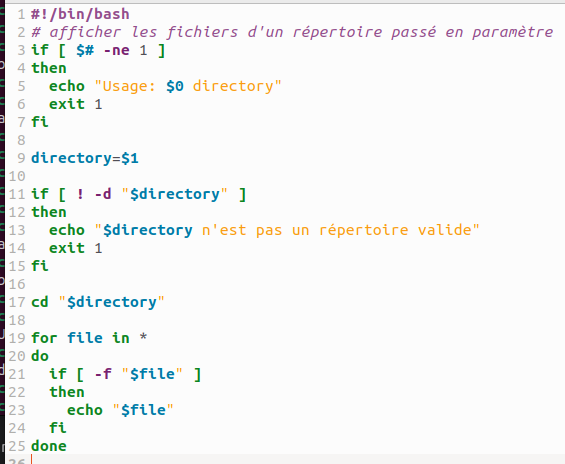 1 #!/bin/bash
2 # afficher les fichiers d'un répertoire passé en paramètre
3 if [ $# -ne 1 ]
4 then
5   echo "Usage: $0 directory"
6   exit 1
7 fi
8
9 directory=$1
10
11 if [ ! -d "$directory" ]
12 then
13   echo "$directory n'est pas un répertoire valide"
14   exit 1
15 fi
16
17 cd "$directory"
18
19 for file in *
20 do
21   if [ -f "$file" ]
22   then
23     echo "$file"
24   fi
25 done
26